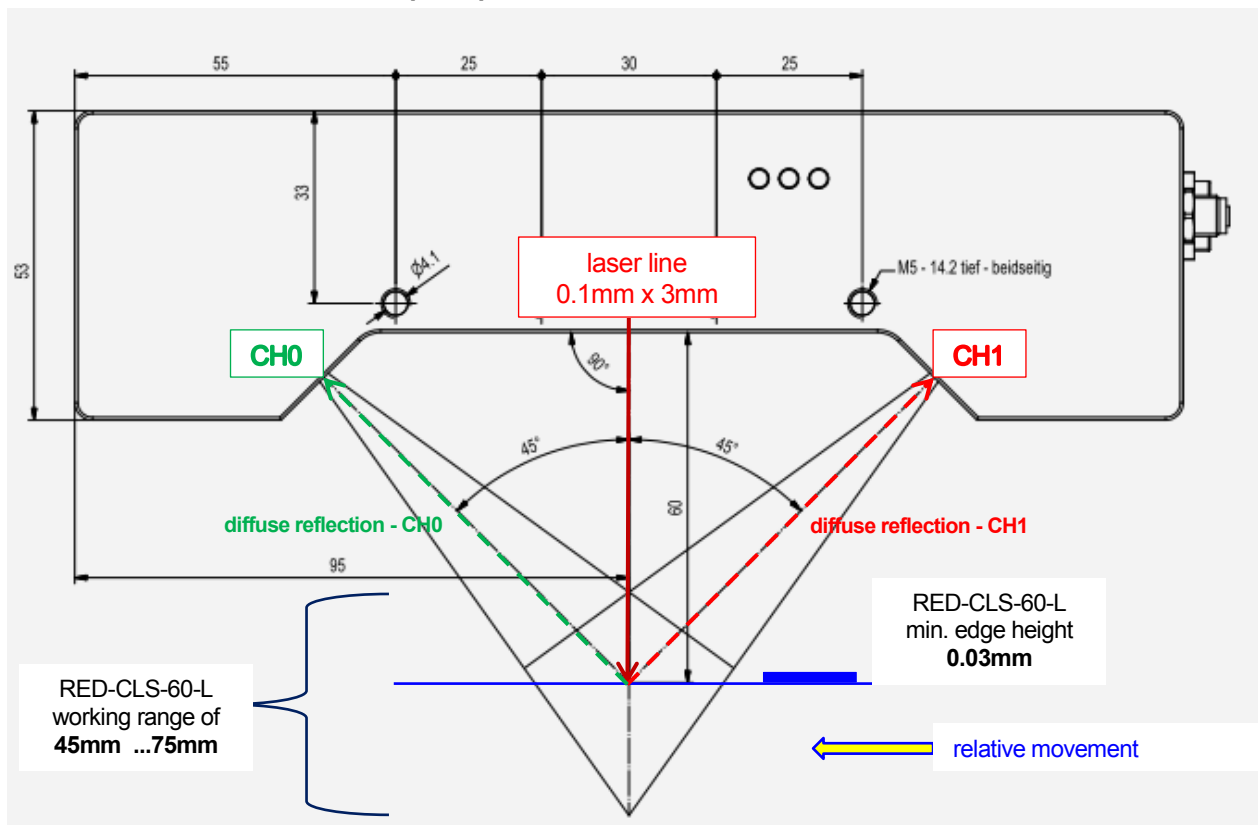 55
25
30
25
33
53
Ø4.1
laser line
0.1mm x 3mm
M5 - 14.2 tief - beidseitig
CH0
CH1
90°
45°
45°
60
diffuse reflection - CH0
diffuse reflection - CH1
95
RED-CLS-60-L
min. edge height
0.03mm
RED-CLS-60-L
working range of
45mm ...75mm
relative movement